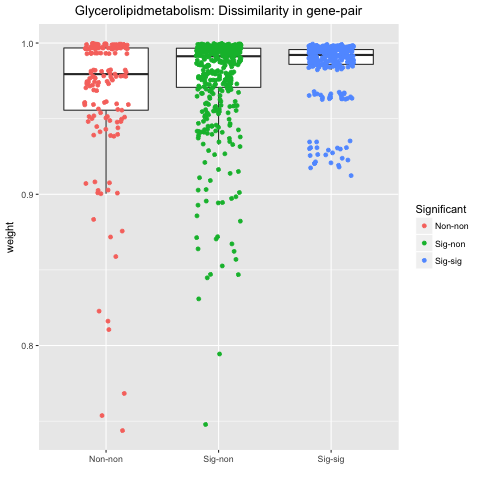 Glycerolipidmetabolism: Dissimilarity in gene-pair
1.0
0.9
0.8
weight
Non-non
Sig-non
Sig-sig
Significant
Non-non
Sig-non
Sig-sig